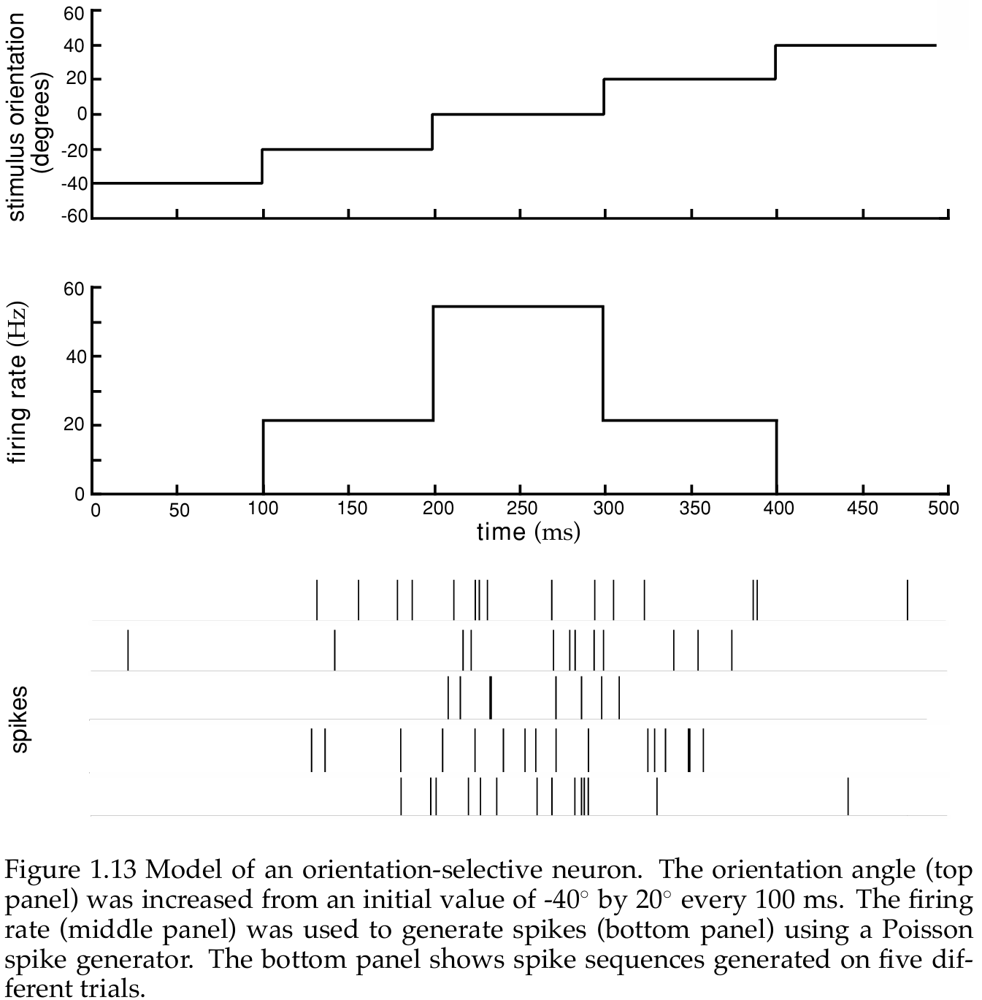 stimulus orientation
(degrees)
60
40
20
0
-20
-40
-60
firing rate (Hz)
60
40
20
0
0 50 100 150 200 250 300 350 400 450 500
time (ms)
spikes
Figure 1.13 Model of an orientation-selective neuron. The orientation angle (top
panel) was increased from an initial value of -40° by 20° every 100 ms. The firing
rate (middle panel) was used to generate spikes (bottom panel) using a Poisson
spike generator. The bottom panel shows spike sequences generated on five dif-
ferent trials.